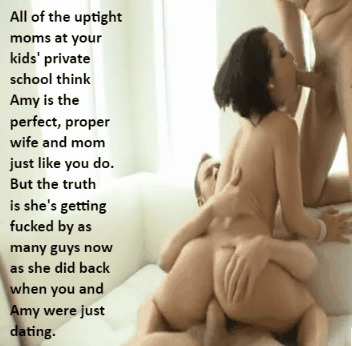 All of the uptight
moms at your
kids' private
school think
Amy is the
perfect, proper
wife and mom
just like you do.
But the truth
is she's getting
fucked by as
many guys now
as she did back
when you and
Amy were just
dating.